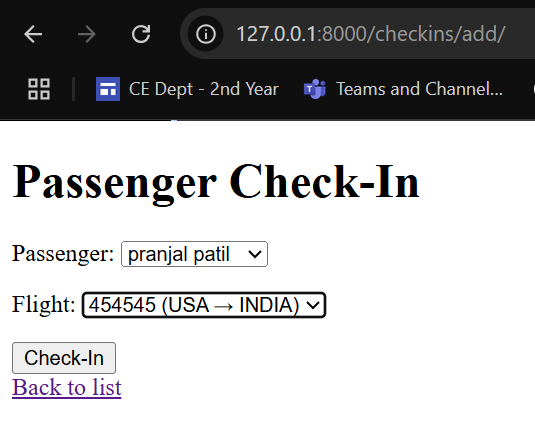 127.0.0.1:8000/checkins/add/
CE Dept - 2nd Year Teams and Channel...
Passenger Check-In
Passenger: pranjal patil
Flight: 454545 (USA → INDIA)
Check-In
Back to list